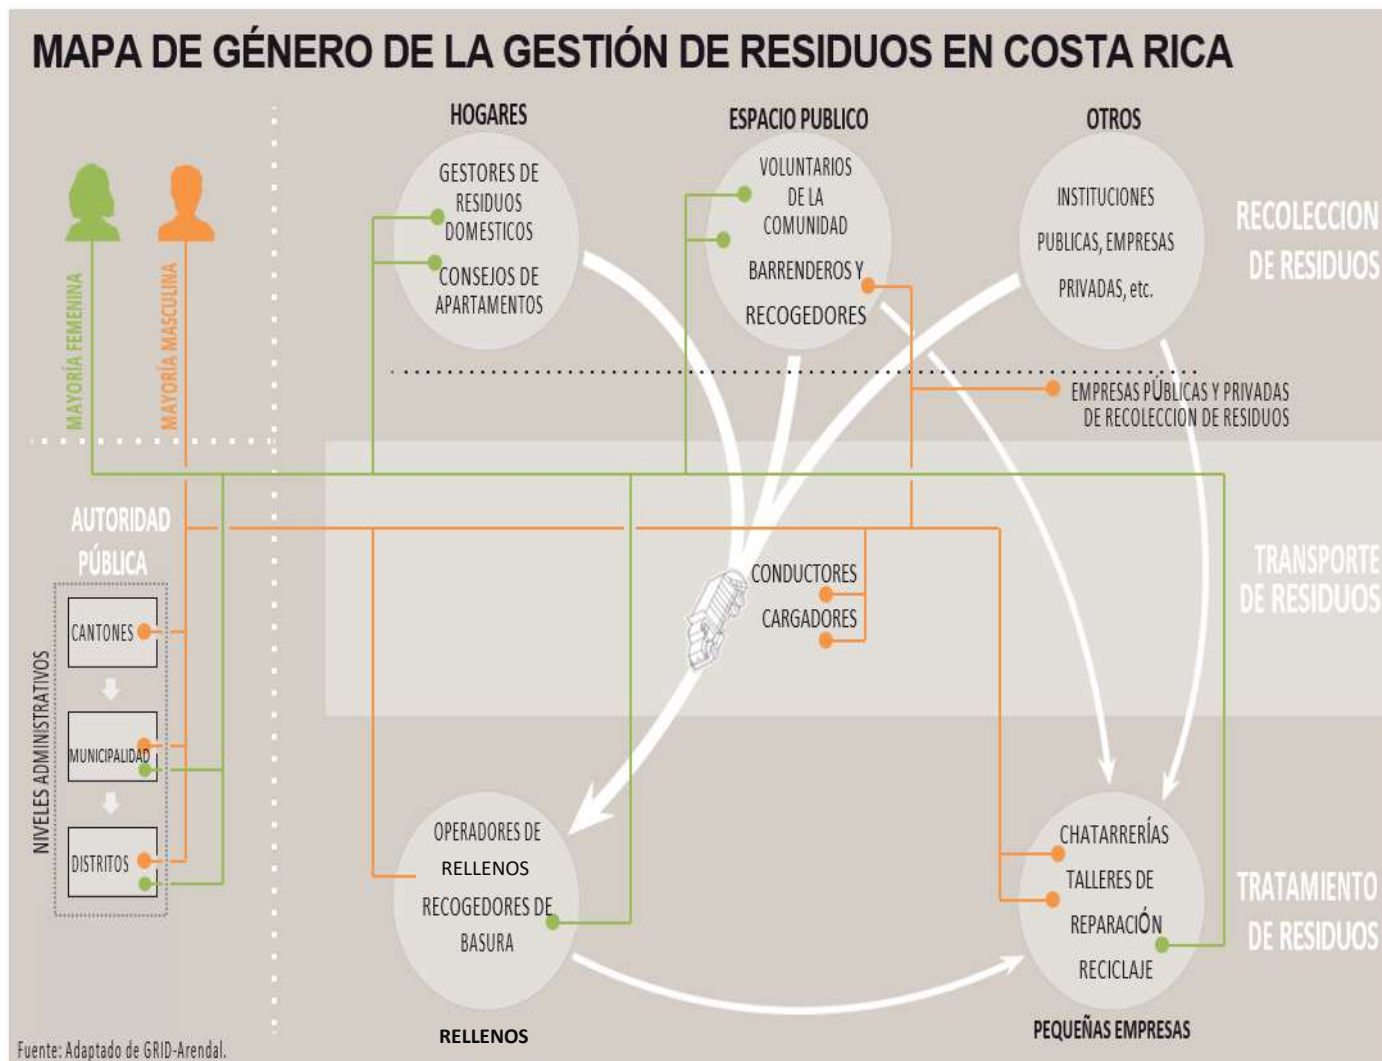 MAPA DE GÉNERO DE LA GESTIÓN DE RESIDUOS EN COSTA RICA
MAYORÍA FEMENINA
MAYORÍA MASCULINA
HOGARES
GESTORES DE
RESIDUOS
DOMESTICOS
CONSEJOS DE
APARTAMENTOS
ESPACIO PUBLICO
VOLUNTARIOS
DE LA
COMUNIDAD
BARRENDEROS Y
RECOGEDORES
OTROS
INSTITUCIONES
PUBLICAS, EMPRESAS
PRIVADAS, etc.
RECOLECCION
DE RESIDUOS
EMPRESAS PÚBLICAS Y PRIVADAS
DE RECOLECCION DE RESIDUOS
AUTORIDAD
PÚBLICA
NIVELES ADMINISTRATIVOS
CANTONES
MUNICIPALIDAD
DISTRITOS
CONDUCTORES
CARGADORES
TRANSPORTE
DE RESIDUOS
OPERADORES DE
RELLENOS
RECOGEDORES DE
BASURA
RELLENOS
CHATARRERÍAS
TALLERES DE
REPARACIÓN
RECICLAJE
PEQUEÑAS EMPRESAS
TRATAMIENTO
DE RESIDUOS
Fuente: Adaptado de GRID-Arendal.